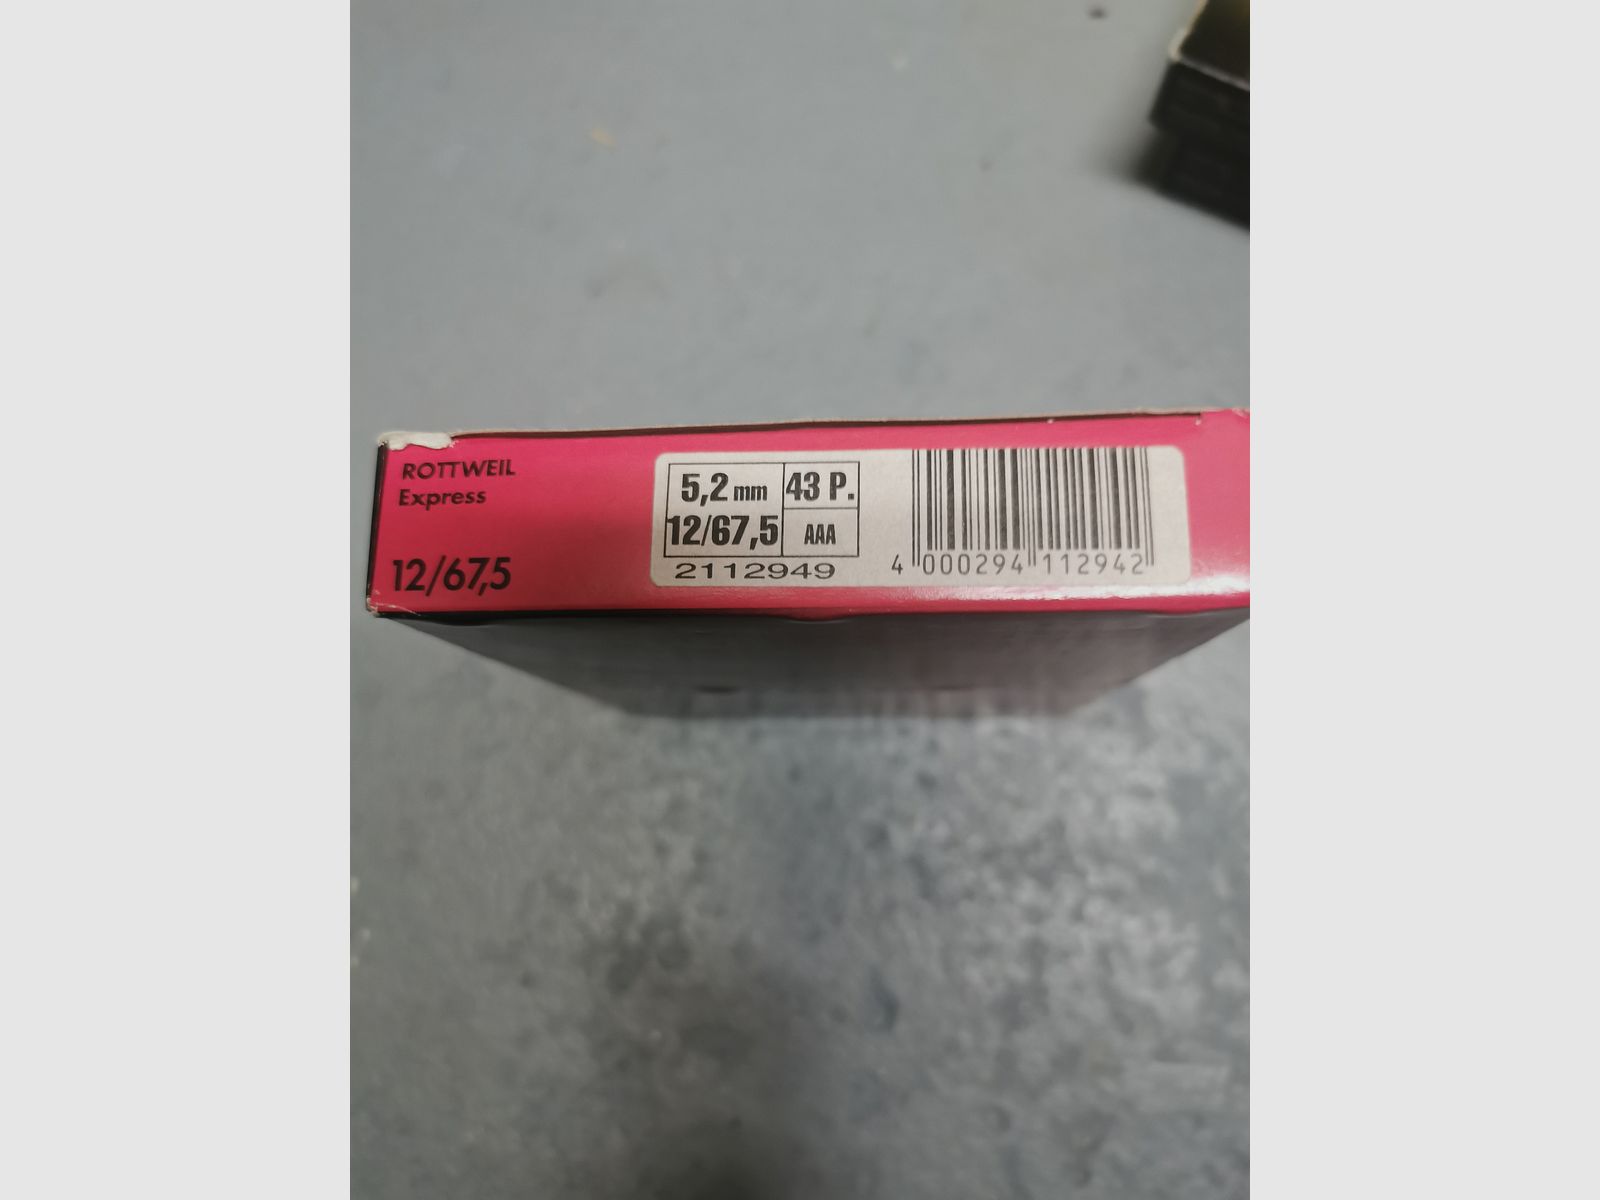 ROTTWEIL
Express
12/67,5
5,2 mm 43 P.
12/67,5 AAA
2112949
4 000294 112942